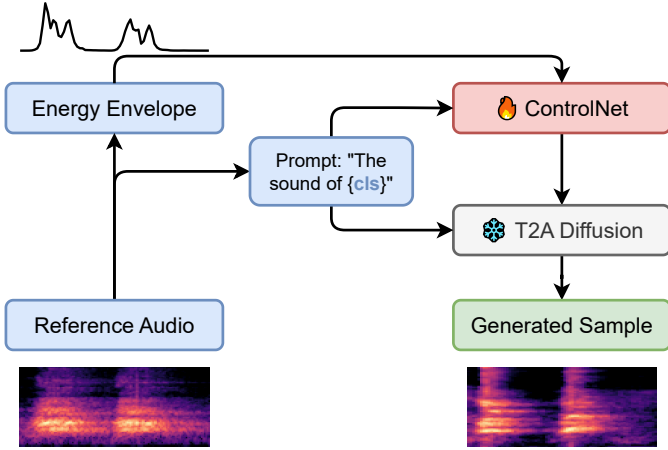 Energy Envelope
ControlNet
Prompt: "The
sound of {cls}"
T2A Diffusion
Reference Audio
Generated Sample